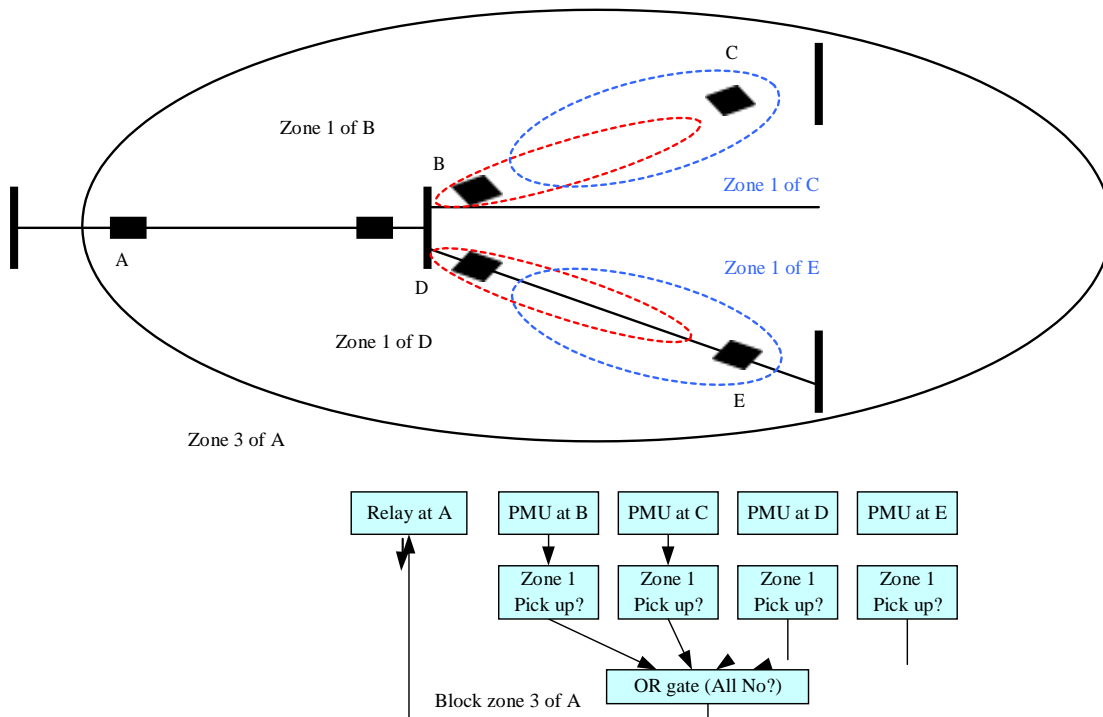 C
Zone 1 of B
B
Zone 1 of C
A
Zone 1 of E
D
Zone 1 of D
E
Zone 3 of A
Relay at A
PMU at B
PMU at C
PMU at D
PMU at E
Zone 1
Pick up?
Zone 1
Pick up?
Zone 1
Pick up?
Zone 1
Pick up?
OR gate (All No?)
Block zone 3 of A